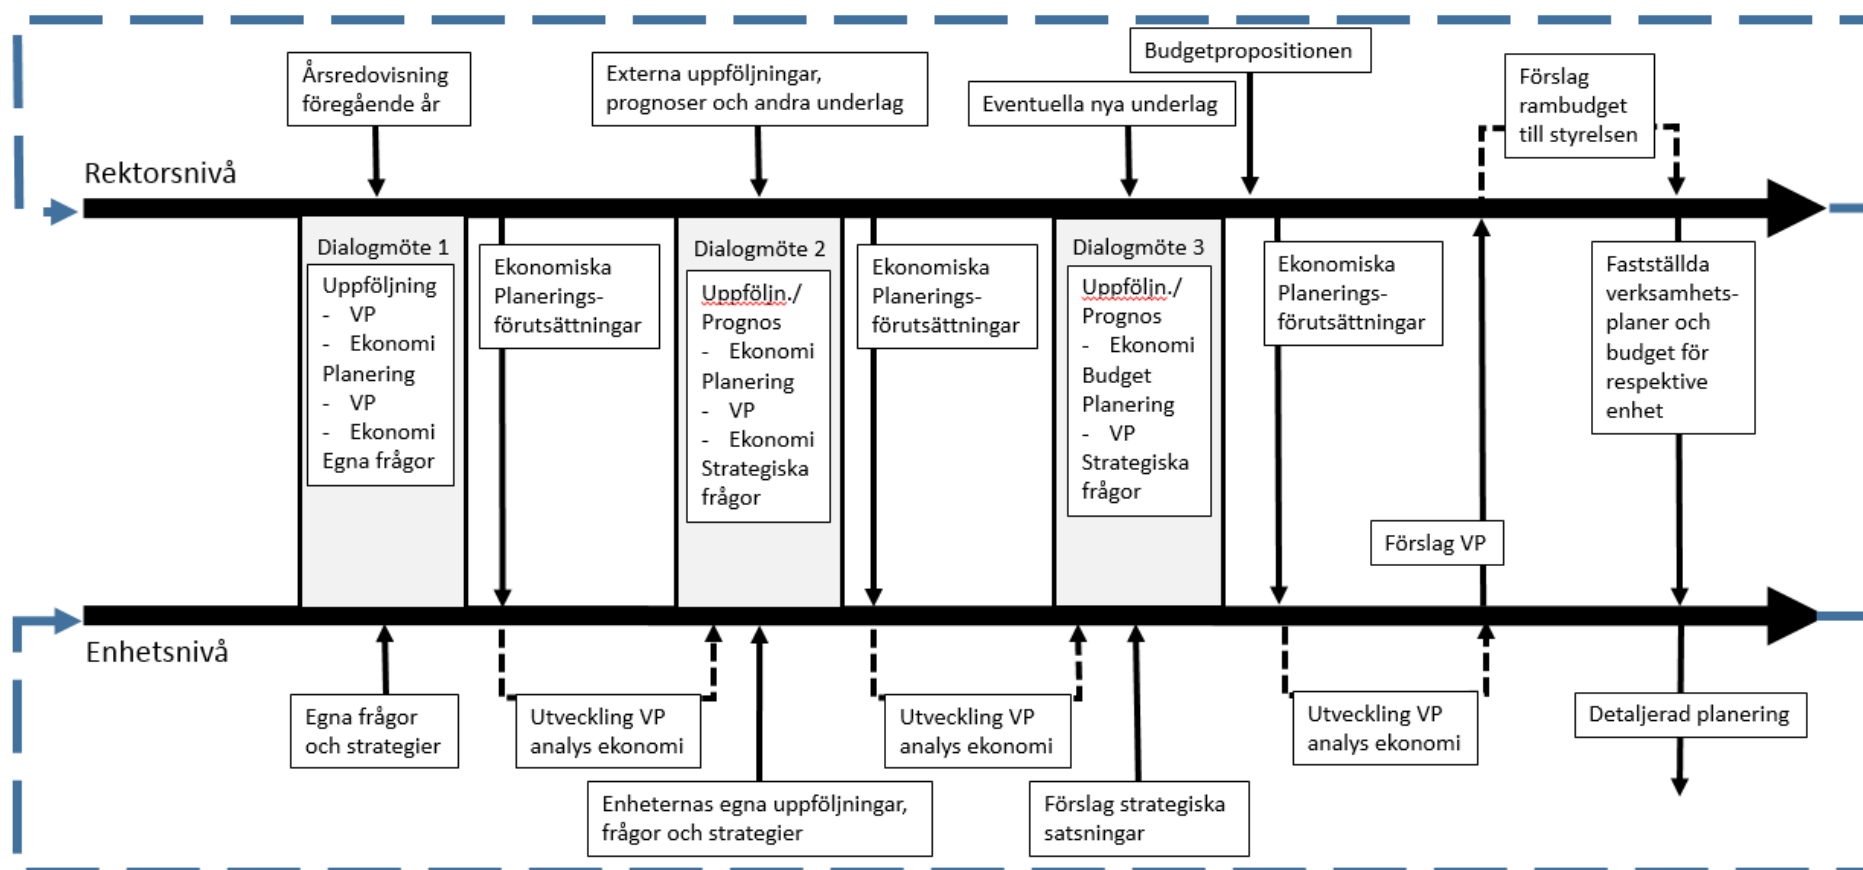 Budgetpropositionen
Årsredovisning
föregående år
Externa uppföljningar,
prognoser och andra underlag
Eventuella nya underlag
Förslag
rambudget
till styrelsen
Rektorsnivå
Dialogmöte 1
Uppföljning
- VP
- Ekonomi
Planering
- VP
- Ekonomi
Egna frågor
Ekonomiska
Planerings-
förutsättningar
Dialogmöte 2
Uppföljn./
Prognos
- Ekonomi
Planering
- VP
- Ekonomi
Strategiska
frågor
Ekonomiska
Planerings-
förutsättningar
Dialogmöte 3
Uppföljn./
Prognos
- Ekonomi
Budget
Planering
- VP
Strategiska
frågor
Ekonomiska
Planerings-
förutsättningar
Förslag VP
Fastställda
verksamhets-
planer och
budget för
respektive
enhet
Enhetsnivå
Egna frågor
och strategier
Utveckling VP
analys ekonomi
Enheternas egna uppföljningar,
frågor och strategier
Utveckling VP
analys ekonomi
Förslag strategiska
satsningar
Utveckling VP
analys ekonomi
Detaljerad planering